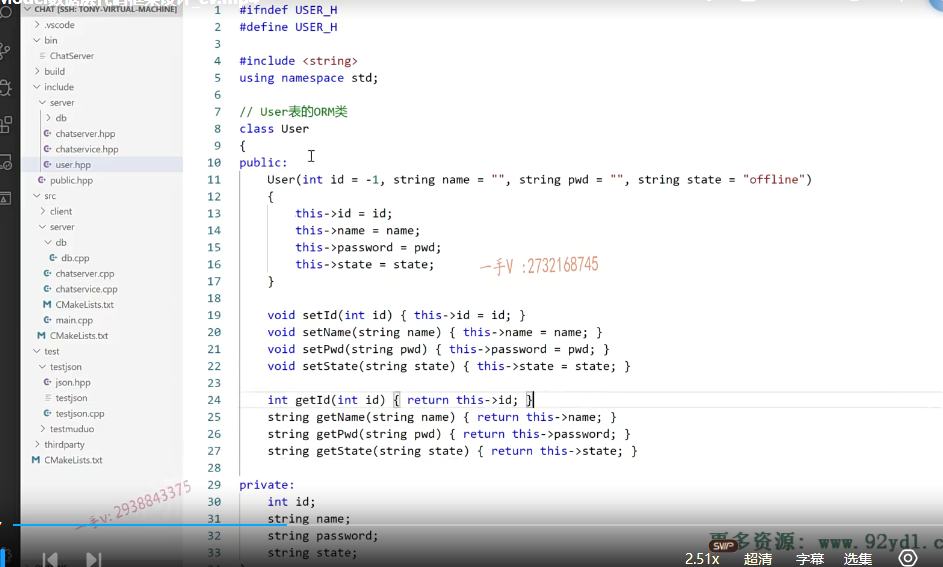 CHAT [SSH: TONY-VIRTUAL-MACHINE]
.vscode
bin
ChatServer
build
include
server
db
chatserver.hpp
chatservice.hpp
user.hpp
public.hpp
src
client
server
db
db.cpp
chatserver.cpp
chatservice.cpp
CMakeLists.txt
main.cpp
CMakeLists.txt
test
testjson
json.hpp
testjson
testjson.cpp
testmuduo
thirdparty
CMakeLists.txt
1 #ifndef USER_H
2 #define USER_H
3
4 #include <string>
5 using namespace std;
6
7 // User表的ORM类
8 class User
9 {
10 public:
11 User(int id = -1, string name = "", string pwd = "", string state = "offline")
12 {
13 this->id = id;
14 this->name = name;
15 this->password = pwd;
16 this->state = state;
17 }
18
19 void setId(int id) { this->id = id; }
20 void setName(string name) { this->name = name; }
21 void setPwd(string pwd) { this->password = pwd; }
22 void setState(string state) { this->state = state; }
23
24 int getId(int id) { return this->id; }
25 string getName(string name) { return this->name; }
26 string getPwd(string pwd) { return this->password; }
27 string getState(string state) { return this->state; }
28
29 private:
30 int id;
31 string name;
32 string password;
33 string state;
一手V :2732168745
一手v: 2938843375
更多资源: www.92ydl.c
SVIP
2.51x 超清 字幕 选集